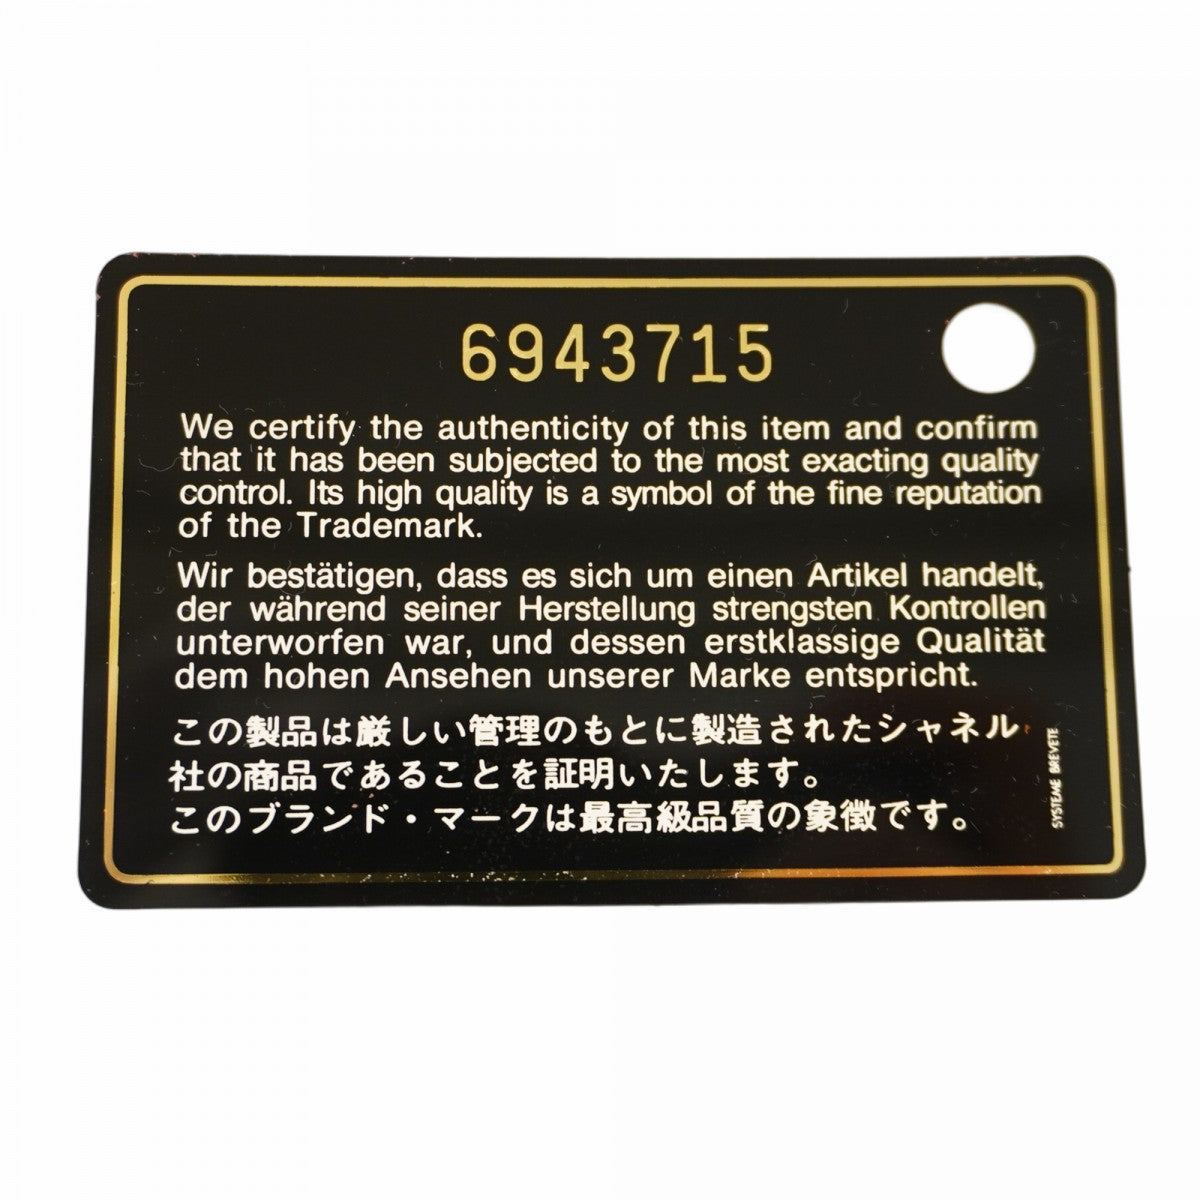 6943715
We certify the authenticity of this item and confirm
that it has been subjected to the most exacting quality
control. Its high quality is a symbol of the fine reputation
of the Trademark.
Wir bestätigen, dass es sich um einen Artikel handelt,
der während seiner Herstellung strengsten Kontrollen
unterworfen war, und dessen erstklassige Qualität
dem hohen Ansehen unserer Marke entspricht.
この製品は厳しい管理のもとに製造されたシャネル
社の商品であることを証明いたします。
このブランド・マークは最高級品質の象徴です。
SYSTEME BREVETE